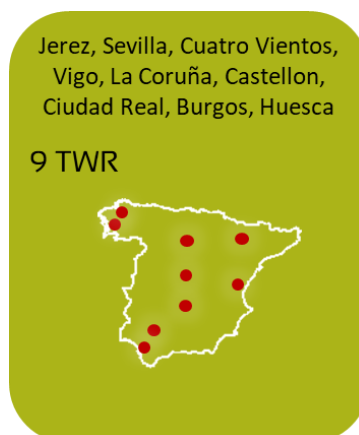 Jerez, Sevilla, Cuatro Vientos,
Vigo, La Coruña, Castellon,
Ciudad Real, Burgos, Huesca
9 TWR